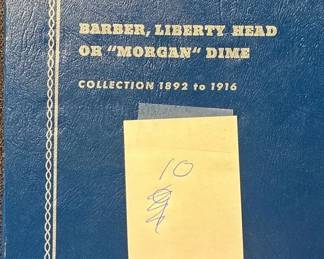 BARBER, LIBERTY HEAD
OR "MORGAN" DIME
COLLECTION 1892 to 1916
10